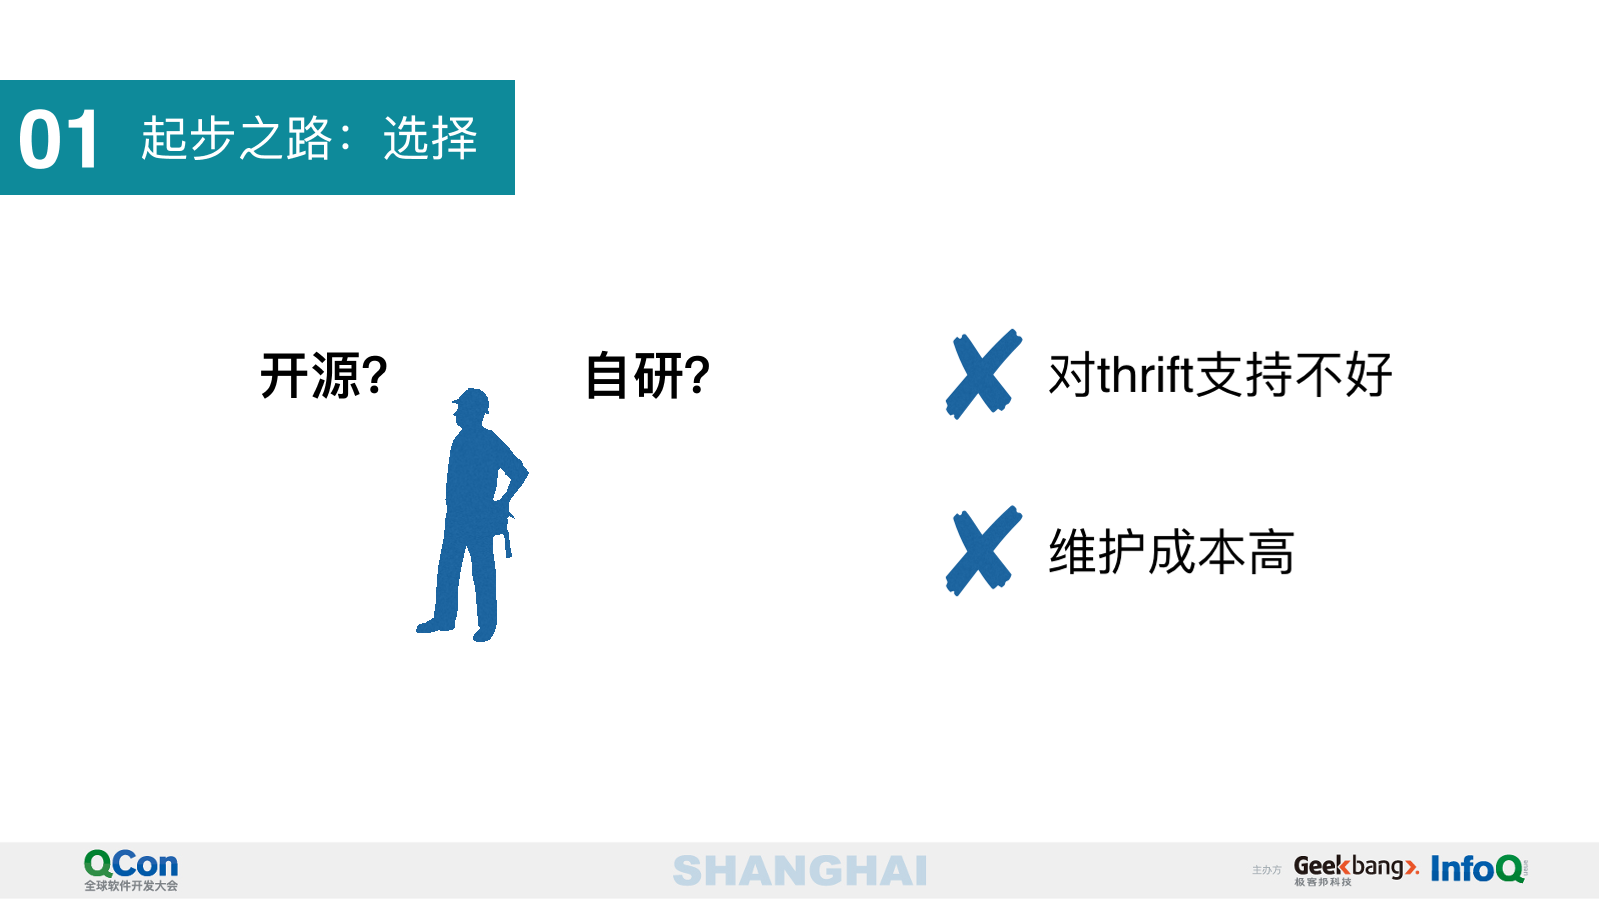 01 起步之路：选择
开源？ 自研？
对thrift支持不好
维护成本高
QCon
全球软件开发大会
SHANGHAI
主办方
Geekbang
极客邦科技
InfoQ